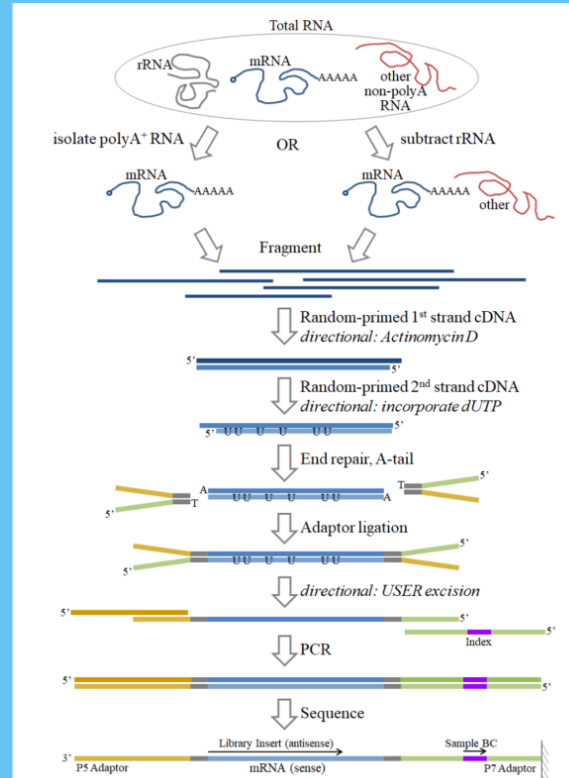 Total RNA
rRNA
mRNA
AAAAA
other
non-polyA
RNA
isolate polyA⁺ RNA
OR
subtract rRNA
mRNA
AAAAA
mRNA
AAAAA
other
Fragment
Random-primed 1st strand cDNA
directional: Actinomycin D
5'
5'
Random-primed 2nd strand cDNA
directional: incorporate dUTP
5'
5'
UU U U UU
End repair, A-tail
5'
5'
T
A
UU U U UU
A
T
5'
Adaptor ligation
5'
5'
UU U U UU
directional: USER excision
5'
5'
5'
Index
PCR
5'
5'
Sequence
Library Insert (antisense)
Sample BC
3'
P5 Adaptor
mRNA (sense)
P7 Adaptor